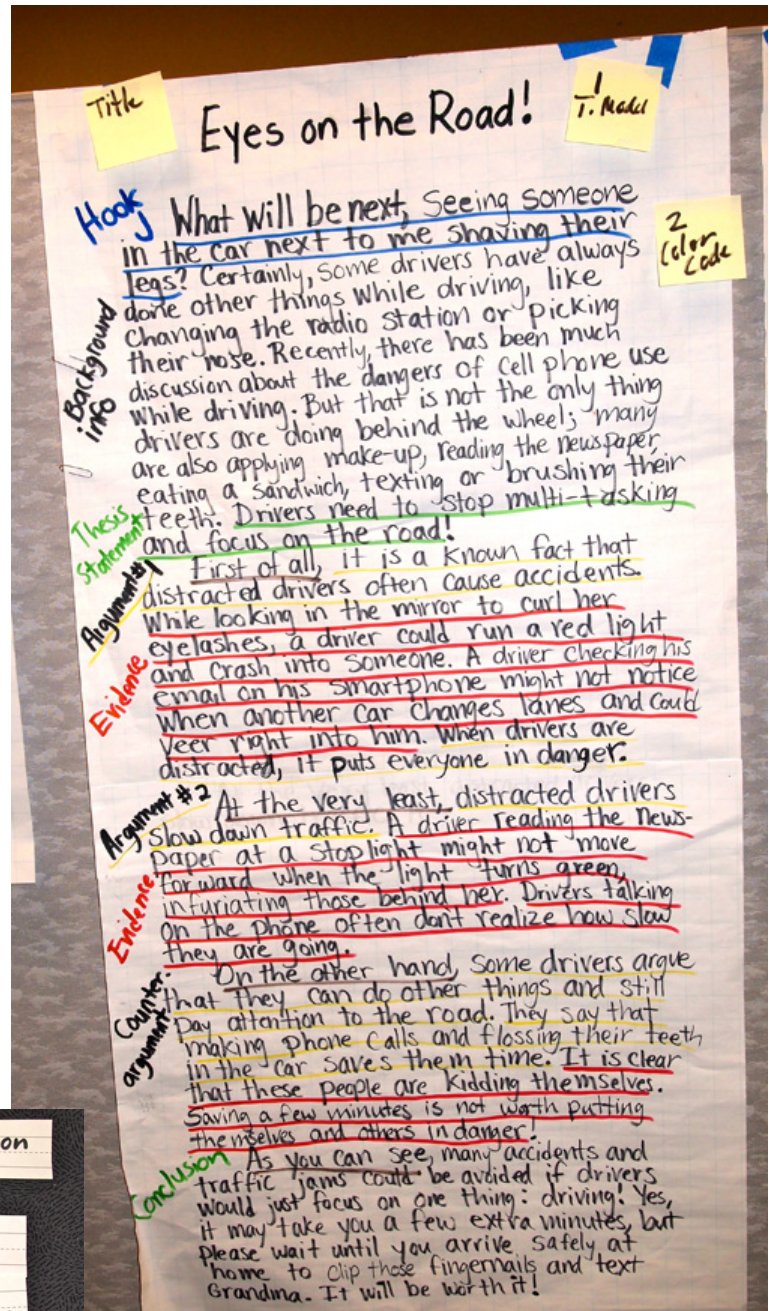 Title
Eyes on the Road!
1
T. Model
2
Color
Code
Hook
What will be next, Seeing someone
in the car next to me shaving their
legs? Certainly, some drivers have always
done other things while driving, like
changing the radio station or picking
their nose. Recently, there has been much
discussion about the dangers of cell phone use
while driving. But that is not the only thing
drivers are doing behind the wheel; many
are also applying make-up, reading the newspaper,
eating a sandwich, texting or brushing their
teeth. Drivers need to stop multi-tasking
and focus on the road!
Background
info
Thesis
Statement
Argument #1
First of all, it is a known fact that
distracted drivers often cause accidents.
While looking in the mirror to curl her
eyelashes, a driver could run a red light
and crash into someone. A driver checking his
email on his smartphone might not notice
when another car changes lanes and could
veer right into him. When drivers are
distracted, it puts everyone in danger.
Evidence
Argument #2
At the very least, distracted drivers
slow down traffic. A driver reading the news-
paper at a stoplight might not move
forward when the light turns green,
infuriating those behind her. Drivers talking
on the phone often don't realize how slow
they are going.
Evidence
Counter-
argument
On the other hand, some drivers argue
that they can do other things and still
pay attention to the road. They say that
making phone calls and flossing their teeth
in the car saves them time. It is clear
that these people are kidding themselves.
Saving a few minutes is not worth putting
themselves and others in danger!
Conclusion
As you can see, many accidents and
traffic jams could be avoided if drivers
would just focus on one thing: driving! Yes,
it may take you a few extra minutes, but
please wait until you arrive safely at
home to clip those fingernails and text
Grandma. It will be worth it!
on